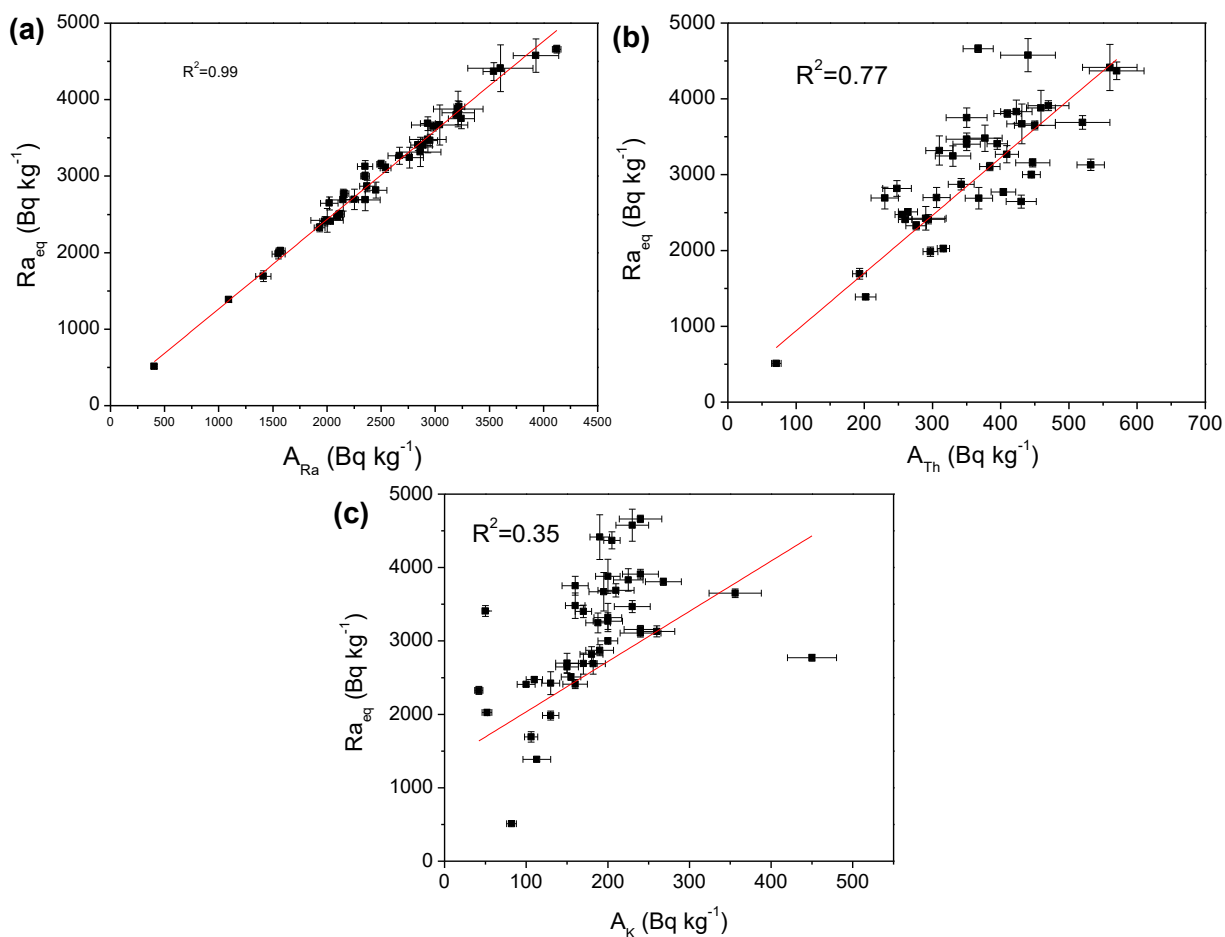 (a)
R²=0.99
5000
4000
3000
2000
1000
0
Ra_eq (Bq kg⁻¹)
0 500 1000 1500 2000 2500 3000 3500 4000 4500
A_Ra (Bq kg⁻¹)
(b)
R²=0.77
5000
4000
3000
2000
1000
0
Ra_eq (Bq kg⁻¹)
0 100 200 300 400 500 600 700
A_Th (Bq kg⁻¹)
(c)
R²=0.35
5000
4000
3000
2000
1000
0
Ra_eq (Bq kg⁻¹)
100 200 300 400 500
A_K (Bq kg⁻¹)